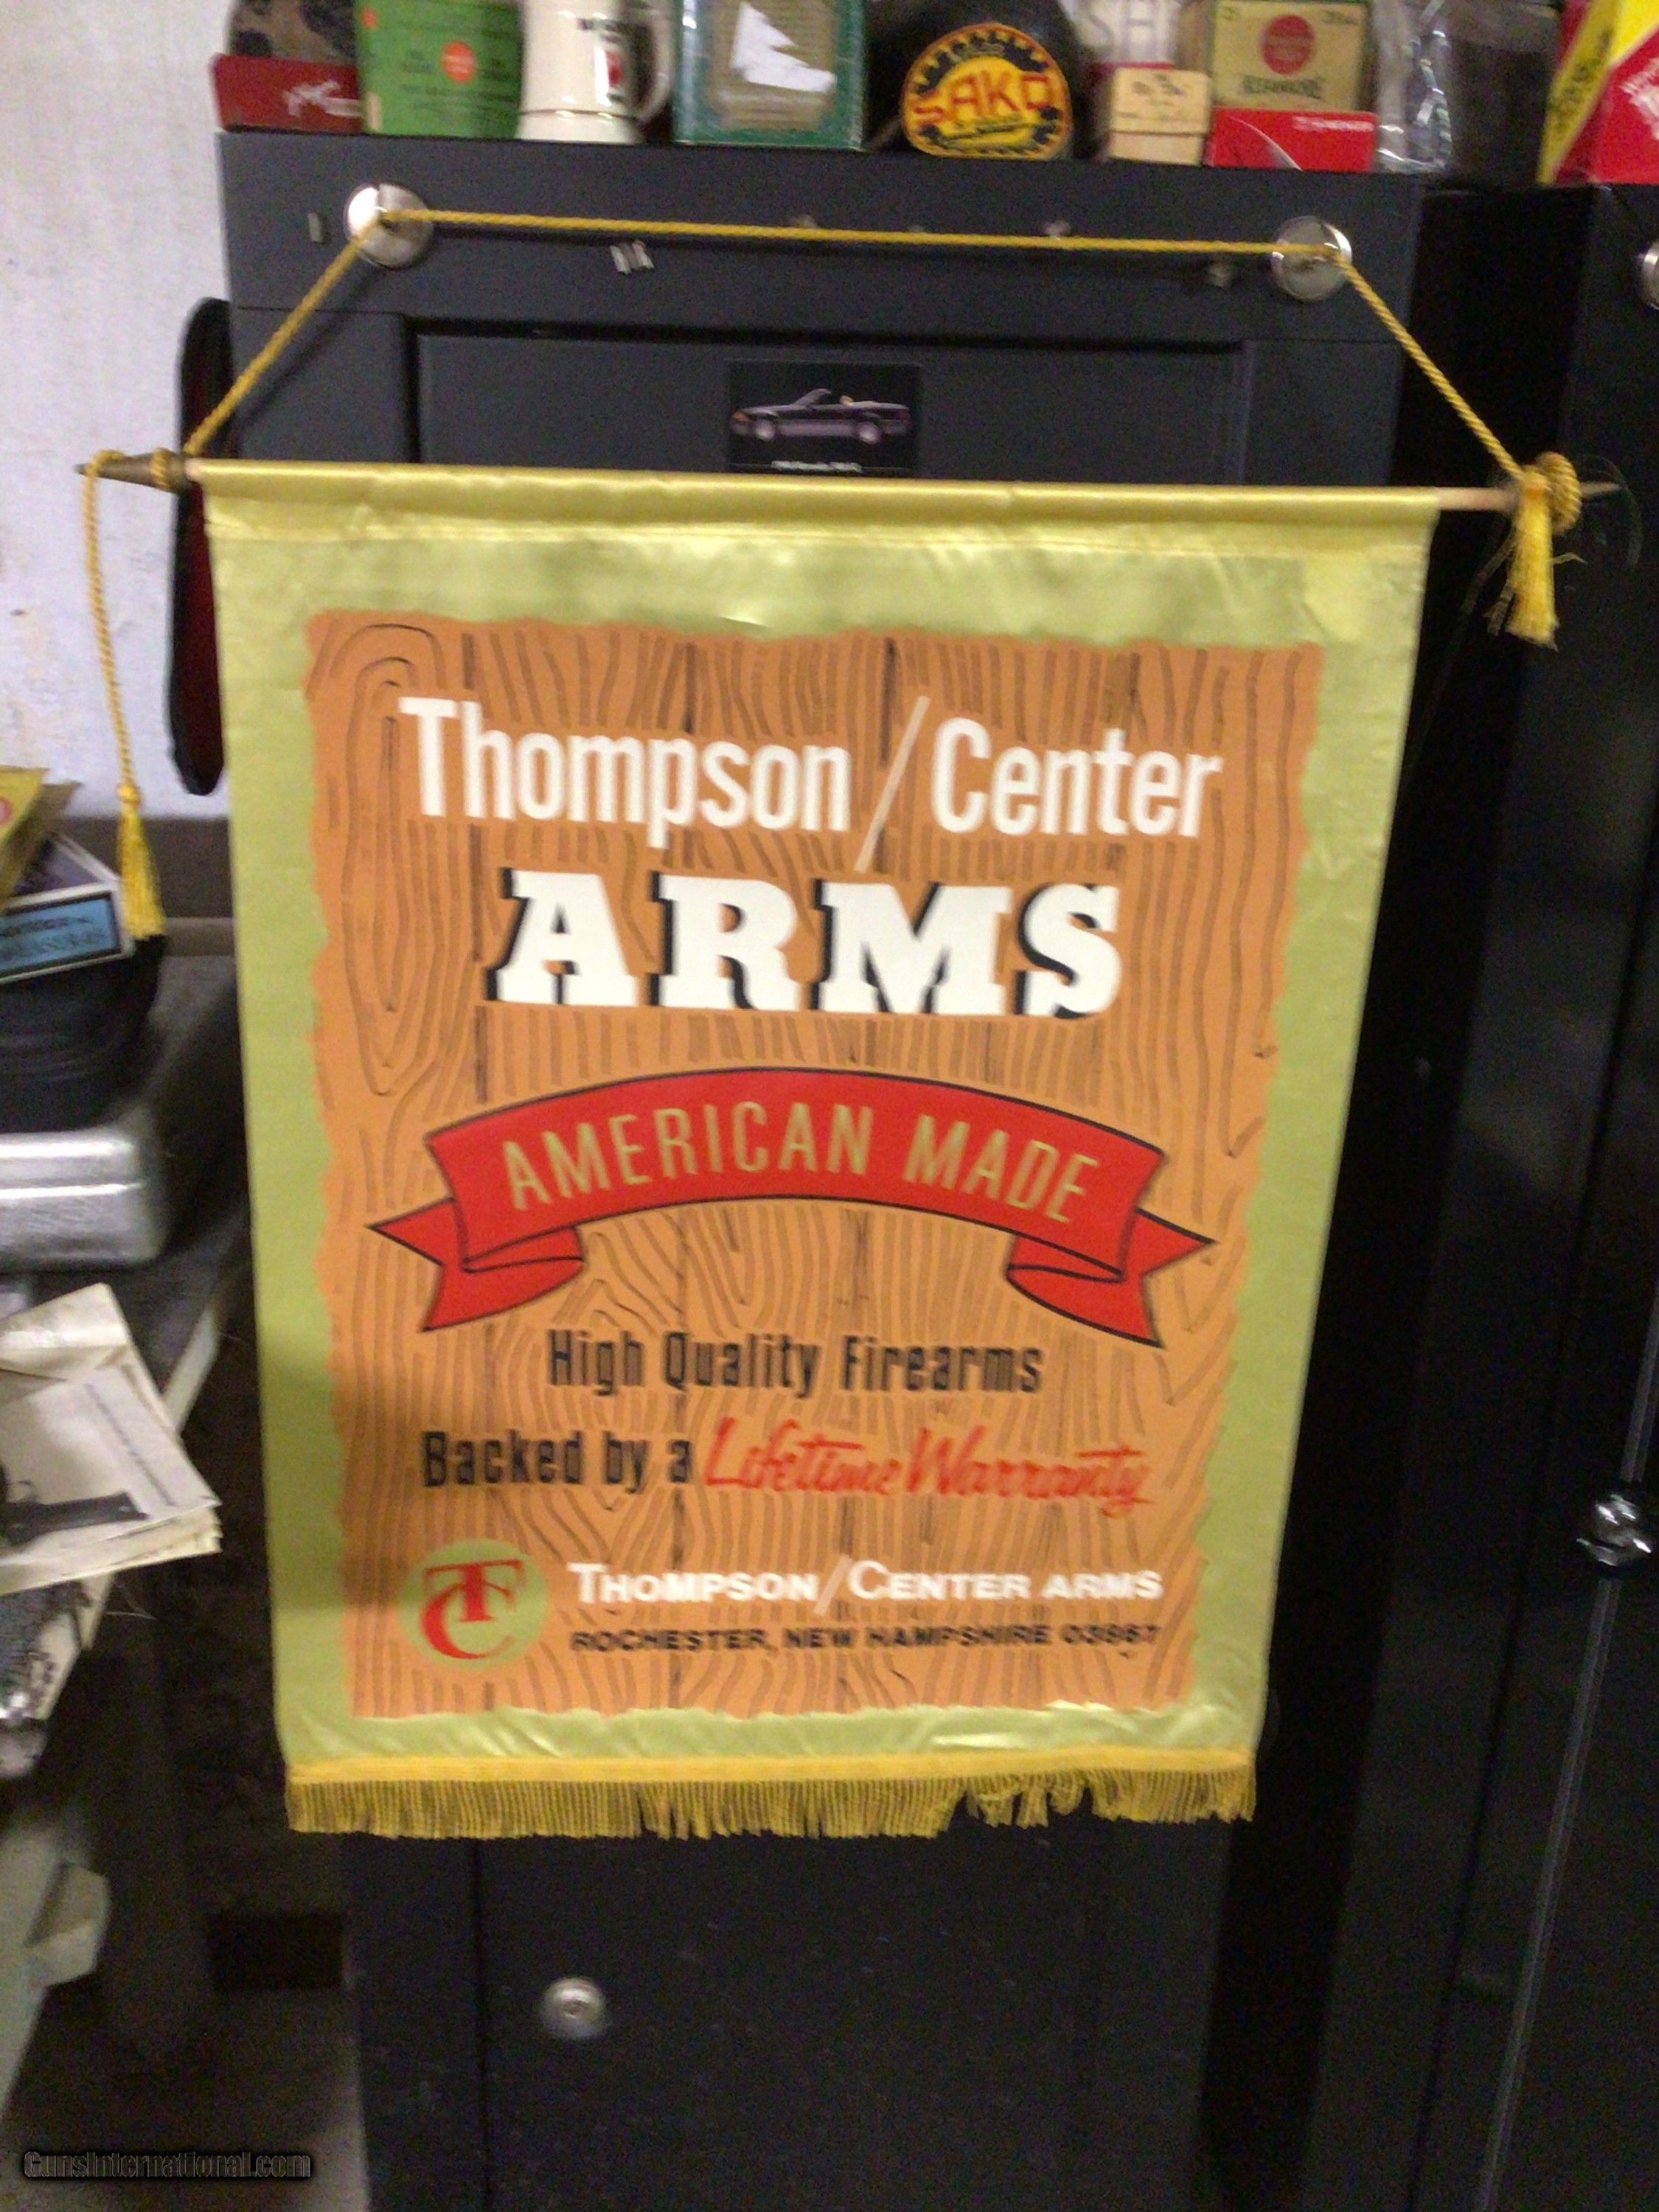 SAKO
Thompson/Center
ARMS
AMERICAN MADE
High Quality Firearms
Backed by a Lifetime Warranty
TC
THOMPSON/CENTER ARMS
ROCHESTER, NEW HAMPSHIRE 03867
GunsInternational.com